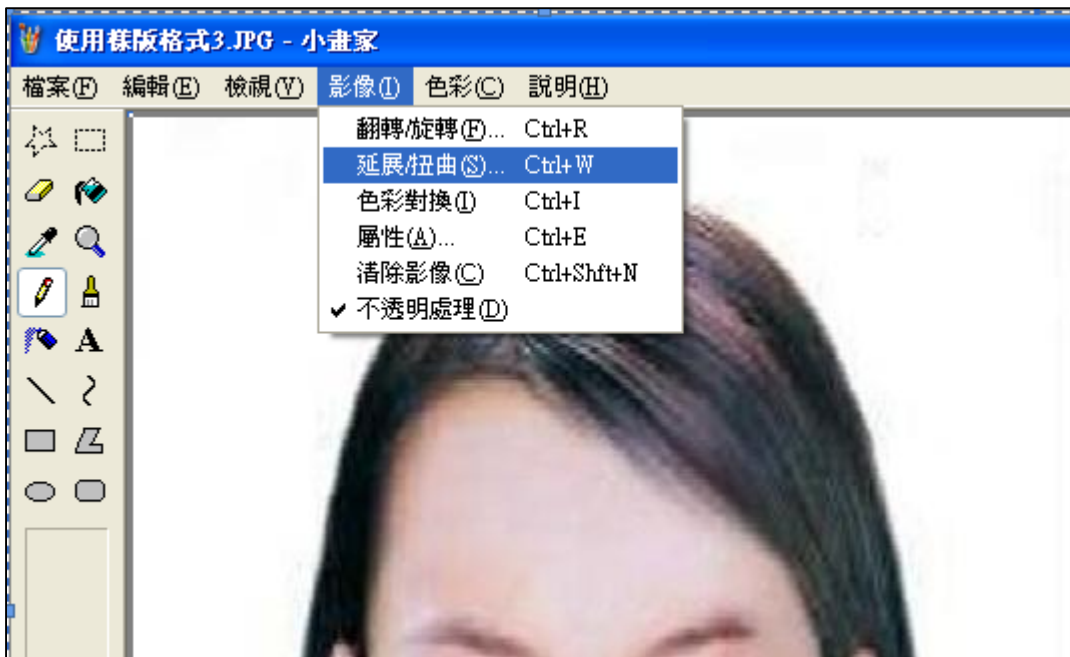 使用樣版格式3.JPG - 小畫家
檔案(F) 編輯(E) 檢視(V) 影像(I) 色彩(C) 說明(H)
翻轉/旋轉(F)... Ctrl+R
延展/扭曲(S)... Ctrl+W
色彩對換(I) Ctrl+I
屬性(A)... Ctrl+E
清除影像(C) Ctrl+Shft+N
不透明處理(D)
A